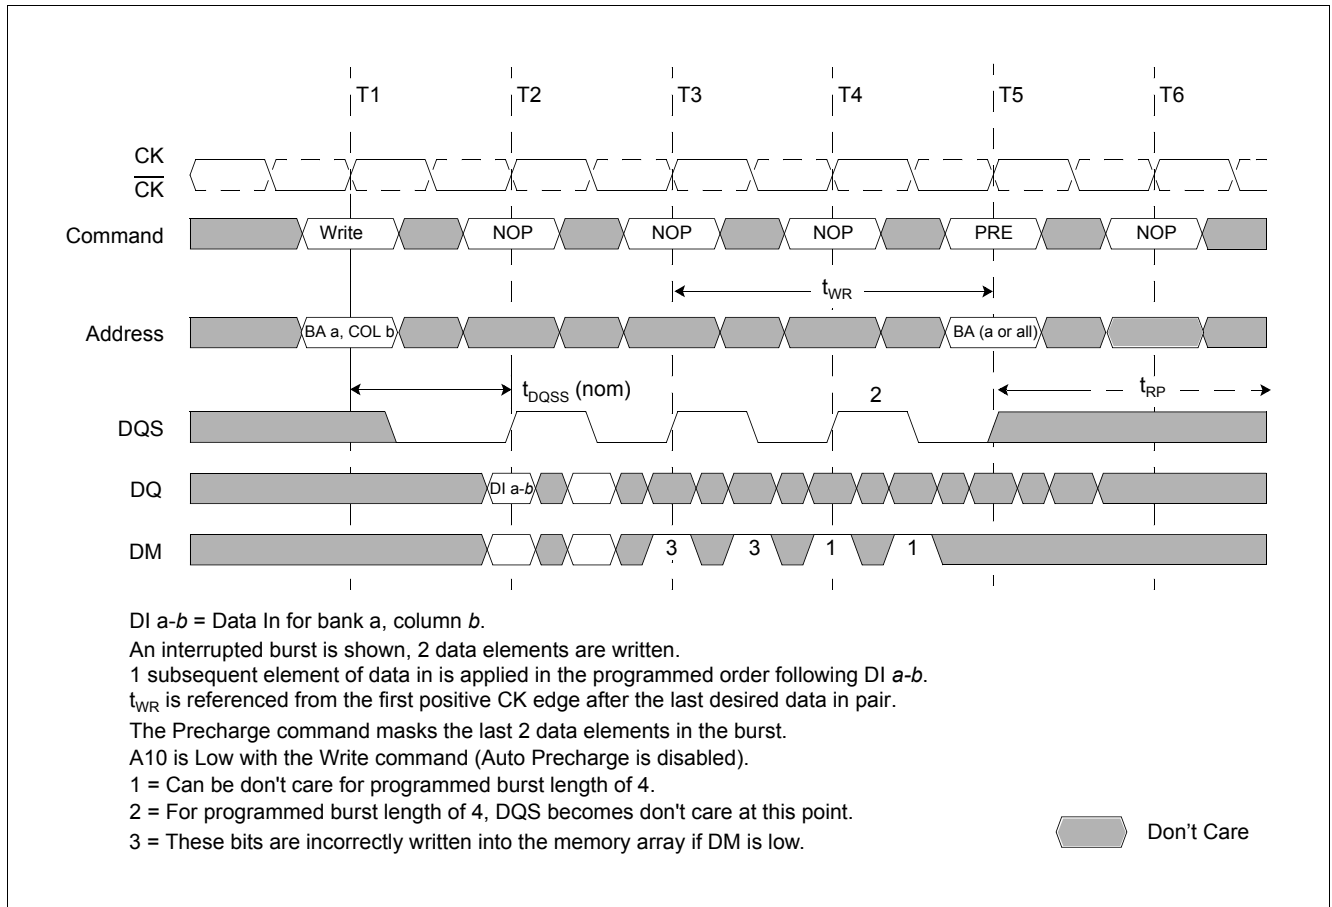 T1 T2 T3 T4 T5 T6
CK
CK
Command Write NOP NOP NOP PRE NOP
tWR
Address BA a, COL b BA (a or all)
tDQSS (nom) 2 tRP
DQS
DQ DI a-b
DM 3 3 1 1
DI a-b = Data In for bank a, column b.
An interrupted burst is shown, 2 data elements are written.
1 subsequent element of data in is applied in the programmed order following DI a-b.
tWR is referenced from the first positive CK edge after the last desired data in pair.
The Precharge command masks the last 2 data elements in the burst.
A10 is Low with the Write command (Auto Precharge is disabled).
1 = Can be don't care for programmed burst length of 4.
2 = For programmed burst length of 4, DQS becomes don't care at this point.
3 = These bits are incorrectly written into the memory array if DM is low.
Don’t Care